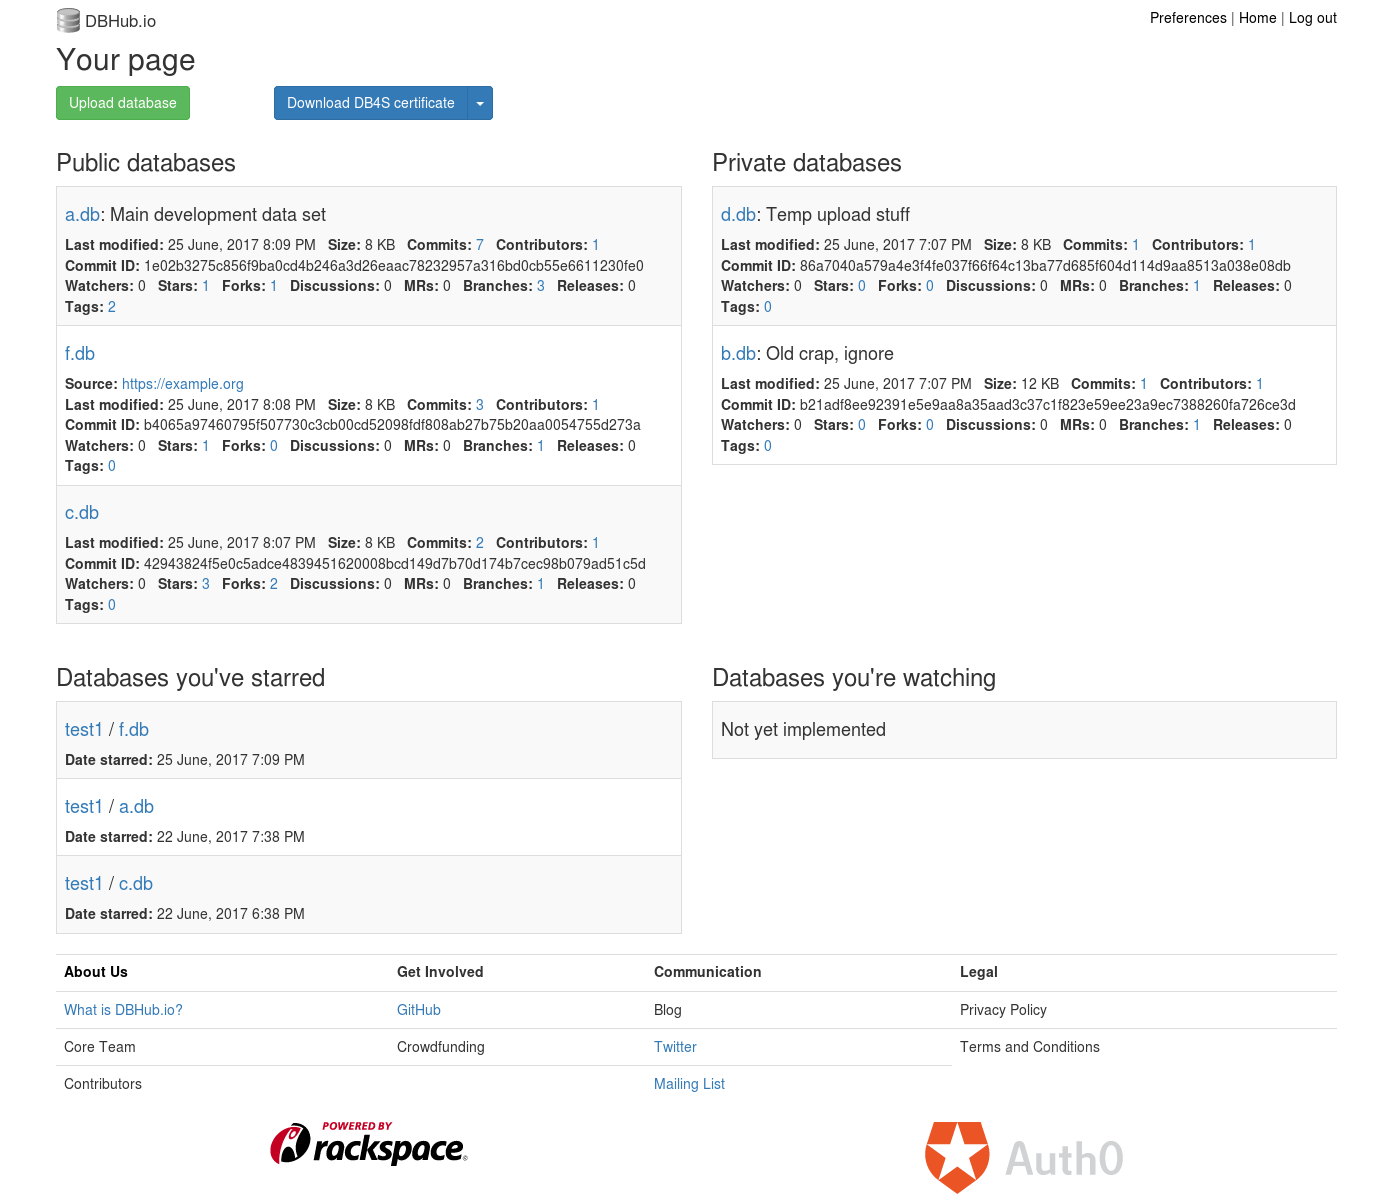 DBHub.io
Preferences | Home | Log out
Your page
Upload database
Download DB4S certificate
Public databases
a.db: Main development data set
Last modified: 25 June, 2017 8:09 PM Size: 8 KB Commits: 7 Contributors: 1
Commit ID: 1e02b3275c856f9ba0cd4b246a3d26eaac78232957a316bd0cb55e6611230fe0
Watchers: 0 Stars: 1 Forks: 1 Discussions: 0 MRs: 0 Branches: 3 Releases: 0
Tags: 2
f.db
Source: https://example.org
Last modified: 25 June, 2017 8:08 PM Size: 8 KB Commits: 3 Contributors: 1
Commit ID: b4065a97460795f507730c3cb00cd52098fdf808ab27b75b20aa0054755d273a
Watchers: 0 Stars: 1 Forks: 0 Discussions: 0 MRs: 0 Branches: 1 Releases: 0
Tags: 0
c.db
Last modified: 25 June, 2017 8:07 PM Size: 8 KB Commits: 2 Contributors: 1
Commit ID: 42943824f5e0c5adce4839451620008bcd149d7b70d174b7cec98b079ad51c5d
Watchers: 0 Stars: 3 Forks: 2 Discussions: 0 MRs: 0 Branches: 1 Releases: 0
Tags: 0
Private databases
d.db: Temp upload stuff
Last modified: 25 June, 2017 7:07 PM Size: 8 KB Commits: 1 Contributors: 1
Commit ID: 86a7040a579a4e3f4fe037f66f64c13ba77d685f604d114d9aa8513a038e08db
Watchers: 0 Stars: 0 Forks: 0 Discussions: 0 MRs: 0 Branches: 1 Releases: 0
Tags: 0
b.db: Old crap, ignore
Last modified: 25 June, 2017 7:07 PM Size: 12 KB Commits: 1 Contributors: 1
Commit ID: b21adf8ee92391e5e9aa8a35aad3c37c1f823e59ee23a9ec7388260fa726ce3d
Watchers: 0 Stars: 0 Forks: 0 Discussions: 0 MRs: 0 Branches: 1 Releases: 0
Tags: 0
Databases you've starred
test1 / f.db
Date starred: 25 June, 2017 7:09 PM
test1 / a.db
Date starred: 22 June, 2017 7:38 PM
test1 / c.db
Date starred: 22 June, 2017 6:38 PM
Databases you're watching
Not yet implemented
About Us Get Involved Communication Legal
What is DBHub.io? GitHub Blog Privacy Policy
Core Team Crowdfunding Twitter Terms and Conditions
Contributors Mailing List
POWERED BY
rackspace®
Auth0